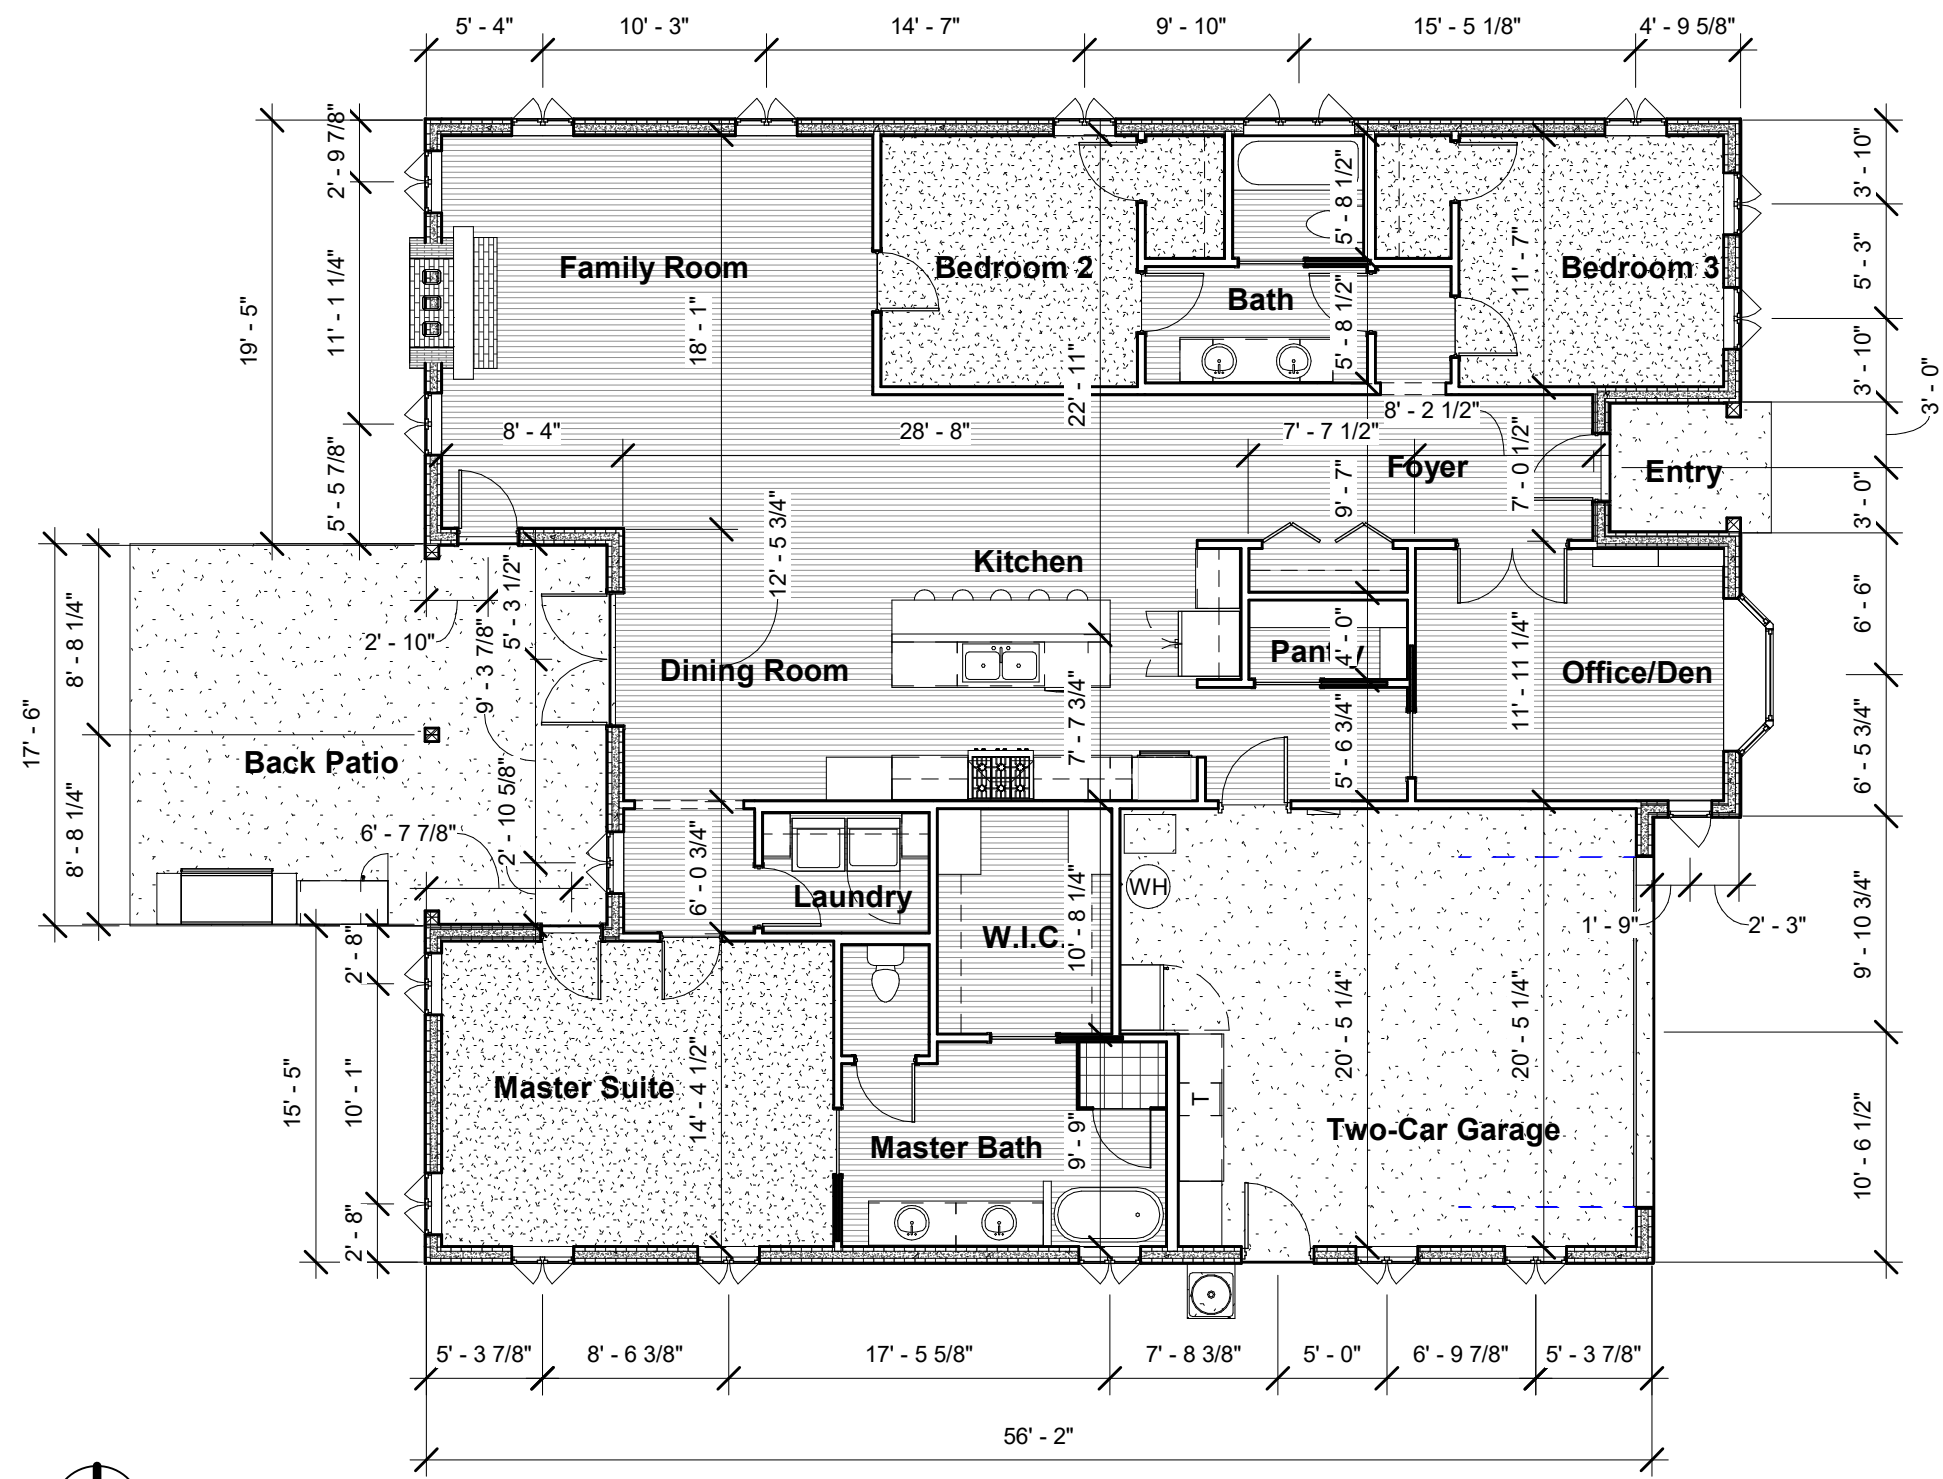 5' - 4" 10' - 3" 14' - 7" 9' - 10" 15' - 5 1/8" 4' - 9 5/8"
2' - 9 7/8"
11' - 1 1/4"
5' - 5 7/8"
19' - 5"
3' - 10"
5' - 3"
3' - 10"
3' - 0"
3' - 0"
6' - 6"
6' - 5 3/4"
9' - 10 3/4"
10' - 6 1/2"
Family Room
18' - 1"
Bedroom 2
22' - 11"
Bath
5' - 8 1/2"
5' - 8 1/2"
Bedroom 3
11' - 7"
8' - 4"
28' - 8"
7' - 7 1/2"
8' - 2 1/2"
Foyer
9' - 7"
7' - 0 1/2"
Entry
Kitchen
12' - 5 3/4"
Dining Room
7' - 7 3/4"
4' - 0"
5' - 6 3/4"
Office/Den
11' - 11 1/4"
17' - 6"
8' - 8 1/4"
8' - 8 1/4"
2' - 10"
5' - 3 1/2"
9' - 3 7/8"
2' - 10 5/8"
Back Patio
6' - 7 7/8"
6' - 0 3/4"
Laundry
W.I.C.
10' - 8 1/4"
WH
1' - 9"
2' - 3"
15' - 5"
2' - 8"
10' - 1"
2' - 8"
Master Suite
14' - 4 1/2"
Master Bath
9' - 9"
T
20' - 5 1/4"
20' - 5 1/4"
Two-Car Garage
5' - 3 7/8" 8' - 6 3/8" 17' - 5 5/8" 7' - 8 3/8" 5' - 0" 6' - 9 7/8" 5' - 3 7/8"
56' - 2"